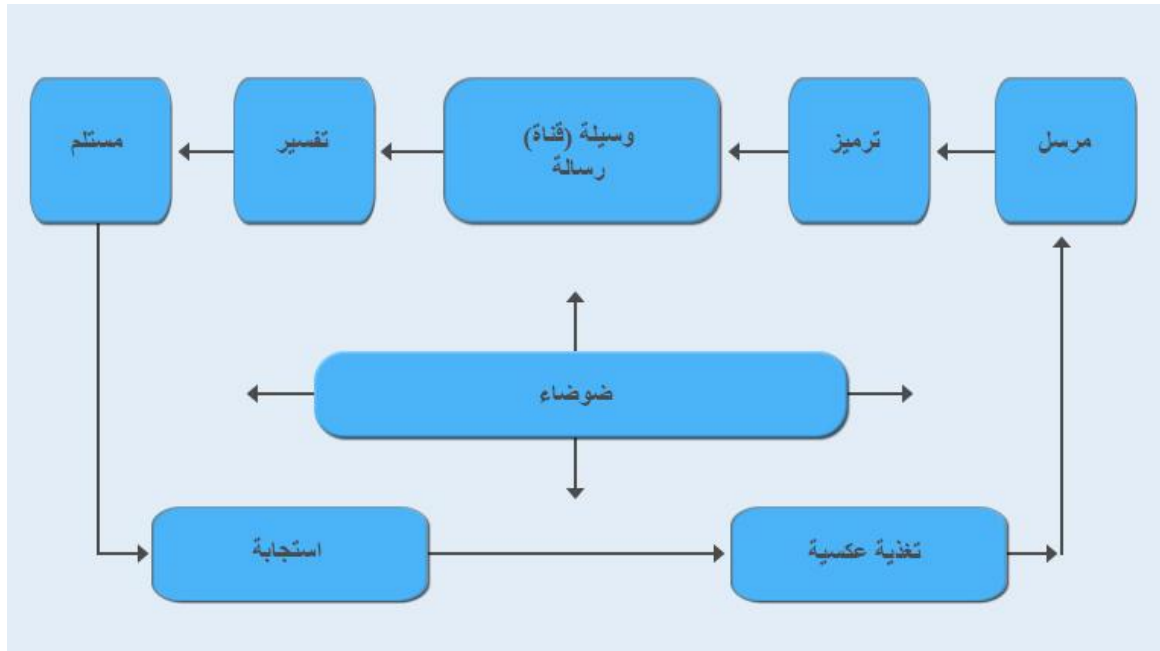 مرسل
ترميز
وسيلة (قناة)
رسالة
تفسير
مستلم
ضوضاء
استجابة
تغذية عكسية